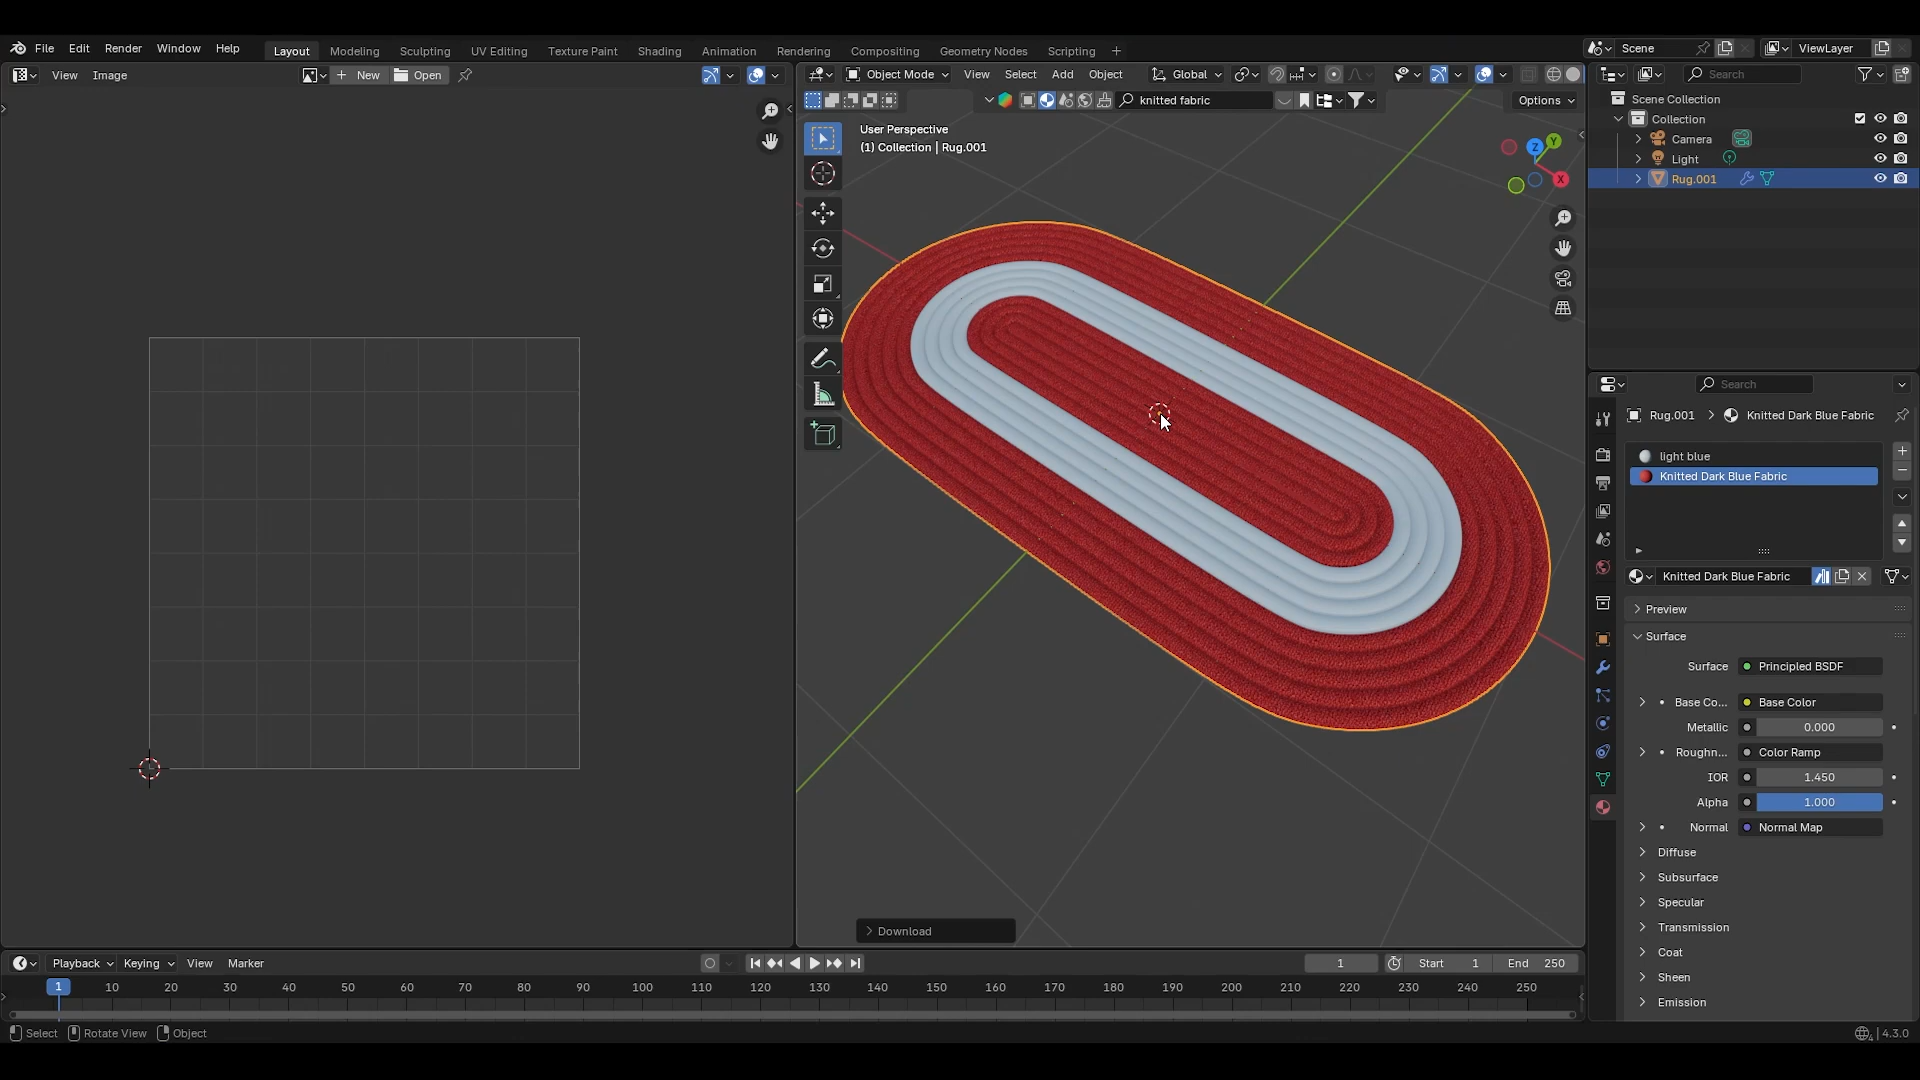 File Edit Render Window Help Layout Modeling Sculpting UV Editing Texture Paint Shading Animation Rendering Compositing Geometry Nodes Scripting + Scene ViewLayer
View Image New Open Object Mode View Select Add Object Global Search
knitted fabric Options
Scene Collection
Collection
Camera
Light
Rug.001
User Perspective
(1) Collection | Rug.001
Z Y X
Search
Rug.001 > Knitted Dark Blue Fabric
light blue
Knitted Dark Blue Fabric
Knitted Dark Blue Fabric
Preview
Surface
Surface Principled BSDF
Base Co... Base Color
Metallic 0.000
Roughn... Color Ramp
IOR 1.450
Alpha 1.000
Normal Normal Map
Diffuse
Subsurface
Specular
Transmission
Coat
Sheen
Emission
Download
Playback Keying View Marker 1 Start 1 End 250
1 10 20 30 40 50 60 70 80 90 100 110 120 130 140 150 160 170 180 190 200 210 220 230 240 250
Select Rotate View Object 4.3.0